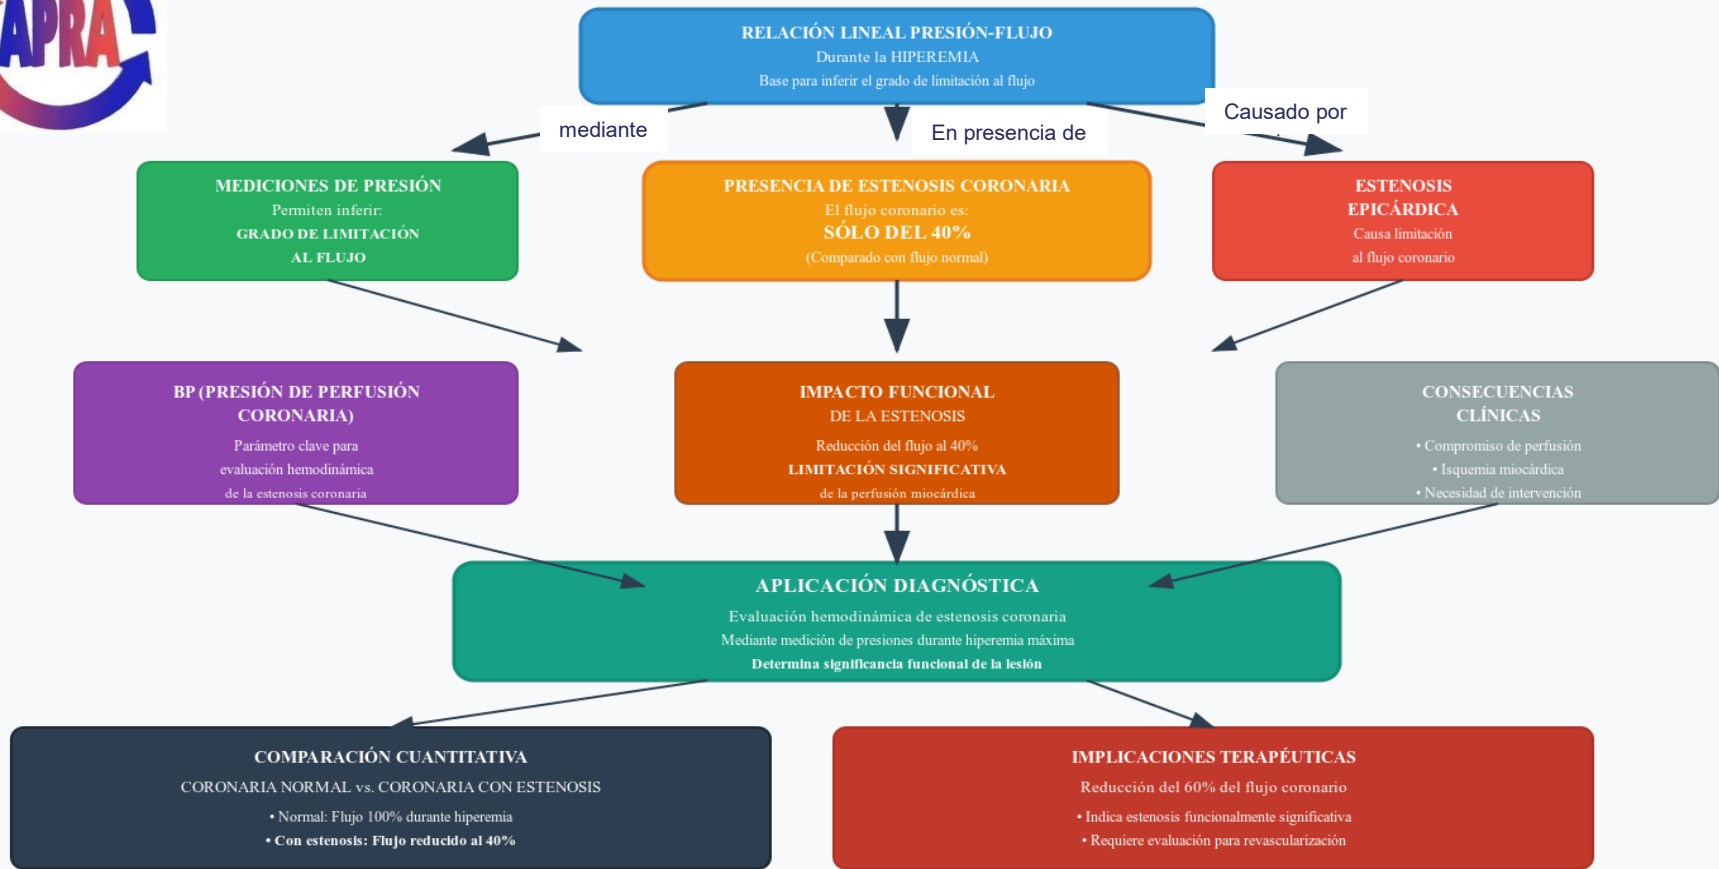 APRA
RELACIÓN LINEAL PRESIÓN-FLUJO
Durante la HIPEREMIA
Base para inferir el grado de limitación al flujo
mediante
En presencia de
Causado por
MEDICIONES DE PRESIÓN
Permiten inferir:
GRADO DE LIMITACIÓN
AL FLUJO
PRESENCIA DE ESTENOSIS CORONARIA
El flujo coronario es:
SÓLO DEL 40%
(Comparado con flujo normal)
ESTENOSIS
EPICÁRDICA
Causa limitación
al flujo coronario
BP (PRESIÓN DE PERFUSIÓN
CORONARIA)
Parámetro clave para
evaluación hemodinámica
de la estenosis coronaria
IMPACTO FUNCIONAL
DE LA ESTENOSIS
Reducción del flujo al 40%
LIMITACIÓN SIGNIFICATIVA
de la perfusión miocárdica
CONSECUENCIAS
CLÍNICAS
• Compromiso de perfusión
• Isquemia miocárdica
• Necesidad de intervención
APLICACIÓN DIAGNÓSTICA
Evaluación hemodinámica de estenosis coronaria
Mediante medición de presiones durante hiperemia máxima
Determina significancia funcional de la lesión
COMPARACIÓN CUANTITATIVA
CORONARIA NORMAL vs. CORONARIA CON ESTENOSIS
• Normal: Flujo 100% durante hiperemia
• Con estenosis: Flujo reducido al 40%
IMPLICACIONES TERAPÉUTICAS
Reducción del 60% del flujo coronario
• Indica estenosis funcionalmente significativa
• Requiere evaluación para revascularización